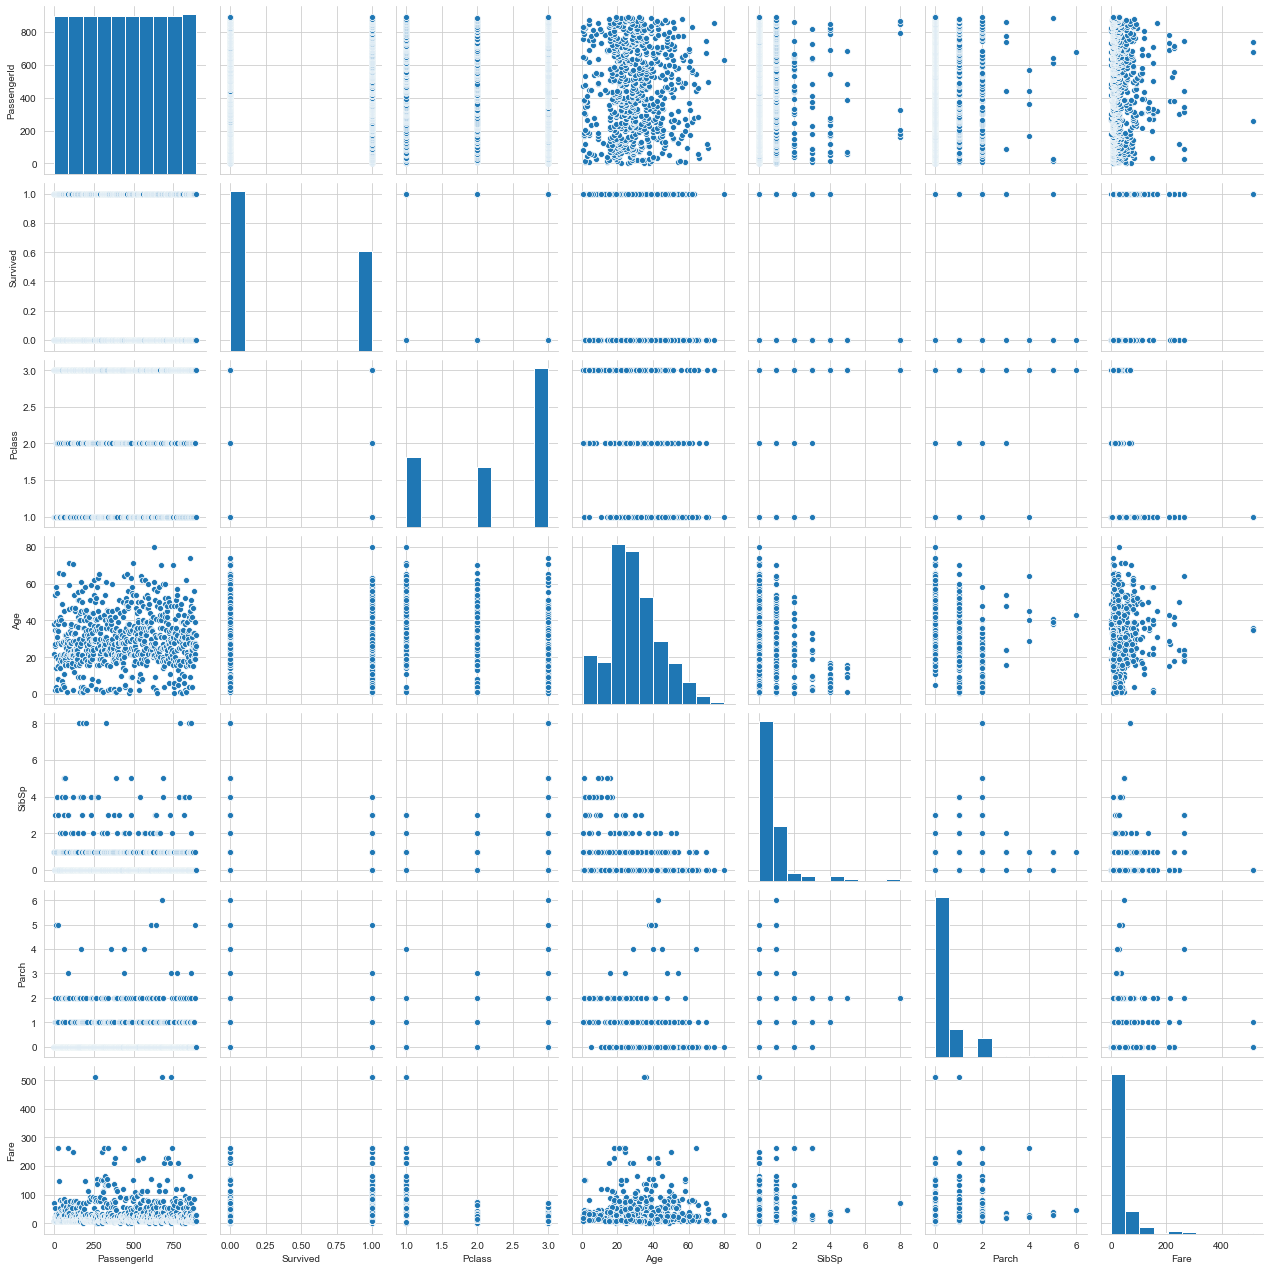 800
600
400
200
0
PassengerId
1.0
0.8
0.6
0.4
0.2
0.0
Survived
3.0
2.5
2.0
1.5
1.0
Pclass
80
60
40
20
0
Age
8
6
4
2
0
SibSp
6
5
4
3
2
1
0
Parch
500
400
300
200
100
0
Fare
0 250 500 750
0.00 0.25 0.50 0.75 1.00
1.0 1.5 2.0 2.5 3.0
0 20 40 60 80
0 2 4 6 8
0 2 4 6
0 200 400
PassengerId Survived Pclass Age SibSp Parch Fare